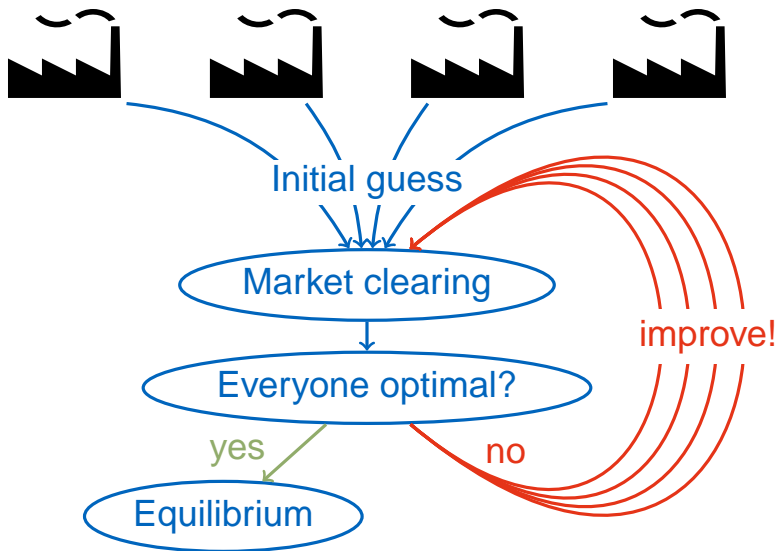 Initial guess
Market clearing
improve!
Everyone optimal?
yes
no
Equilibrium